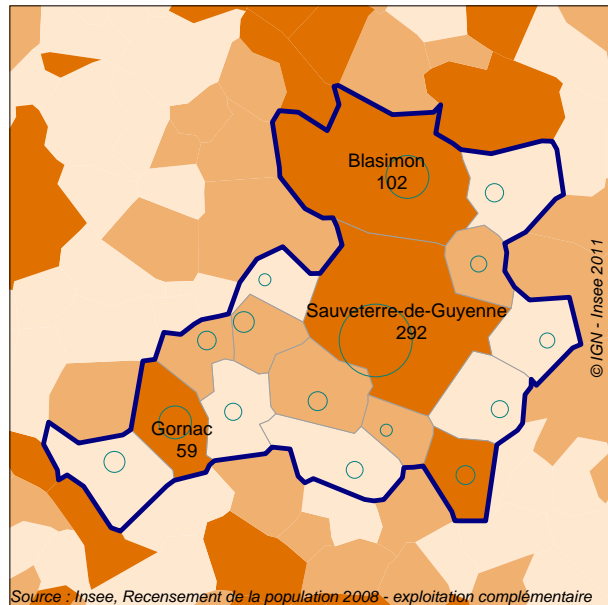 Blasimon
102
Sauveterre-de-Guyenne
292
Gornac
59
© IGN - Insee 2011
Source : Insee, Recensement de la population 2008 - exploitation complémentaire